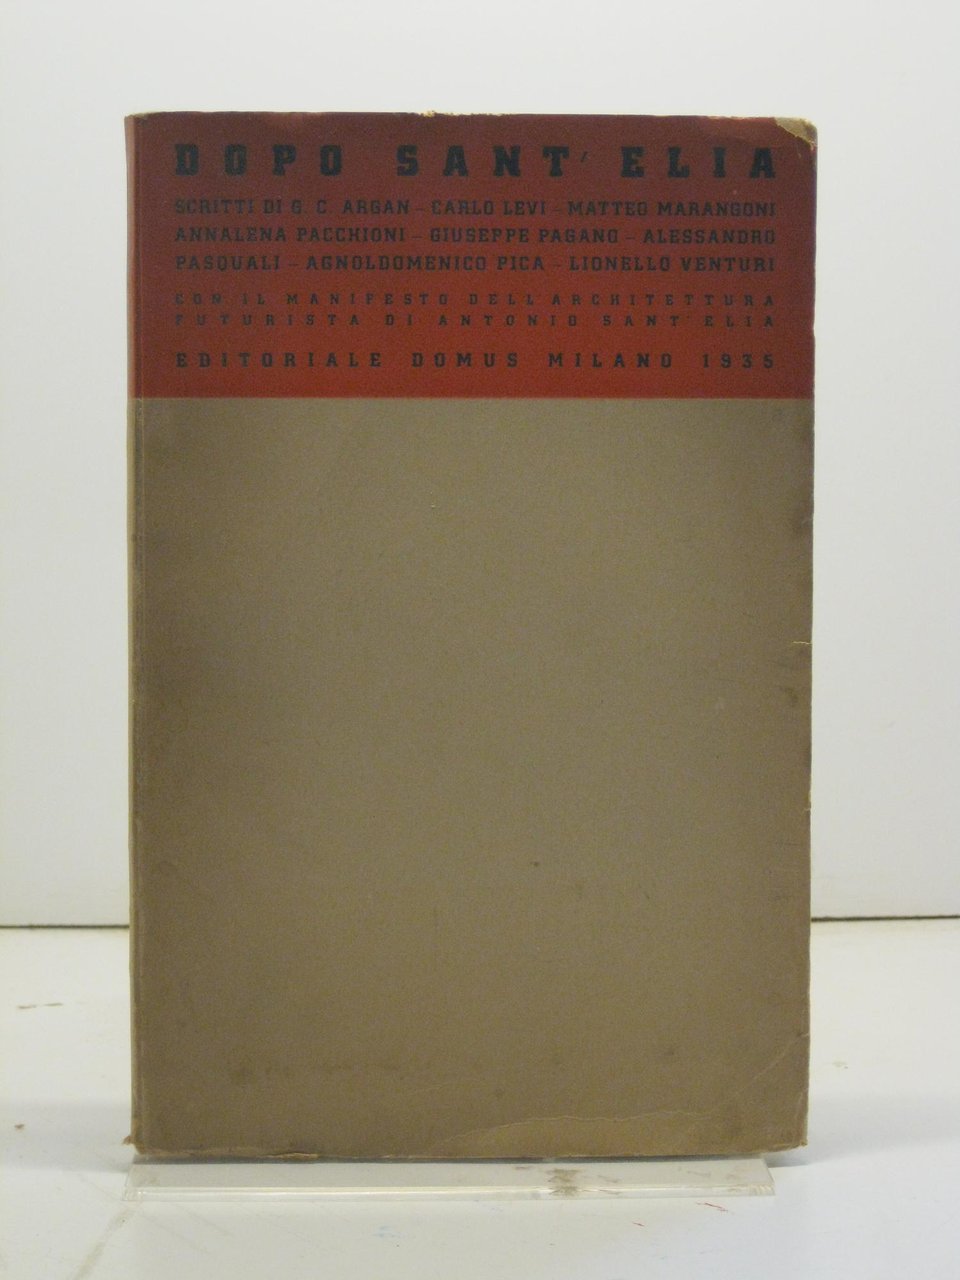 DOPO SANT'ELIA
SCRITTI DI G. C. ARGAN - CARLO LEVI - MATTEO MARANGONI
ANNALENA PACCHIONI - GIUSEPPE PAGANO - ALESSANDRO
PASQUALI - AGNOLDOMENICO PICA - LIONELLO VENTURI
CON IL MANIFESTO DELL'ARCHITETTURA
FUTURISTA DI ANTONIO SANT'ELIA
EDITORIALE DOMUS MILANO 1935